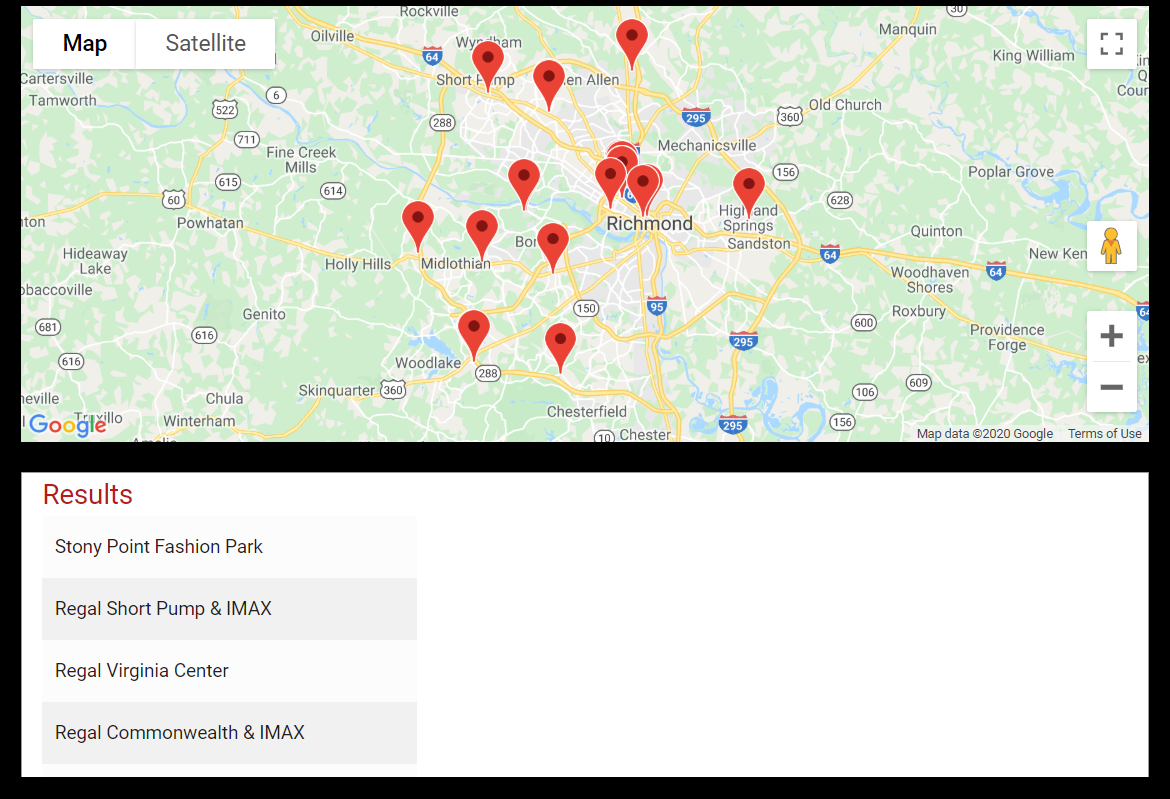 Rockville
30
Manquin
Oilville
Map
Satellite
Wyndham
64
King William
Cartersville
Short Pump
Glen Allen
Tamworth
6
522
Old Church
288
295
360
711
Mechanicsville
Fine Creek
Mills
156
Poplar Grove
615
614
60
628
Powhatan
Richmond
Highland
Springs
Quinton
Sandston
Hideaway
Lake
64
New Ken
Holly Hills
Midlothian
Woodhaven
Shores
64
Genito
150
95
Roxbury
681
600
Providence
Forge
616
295
616
Woodlake
288
Skinquarter
360
609
106
Chula
Chesterfield
Winterham
156
295
Google
10
Chester
Map data ©2020 Google
Terms of Use
Results
Stony Point Fashion Park
Regal Short Pump & IMAX
Regal Virginia Center
Regal Commonwealth & IMAX